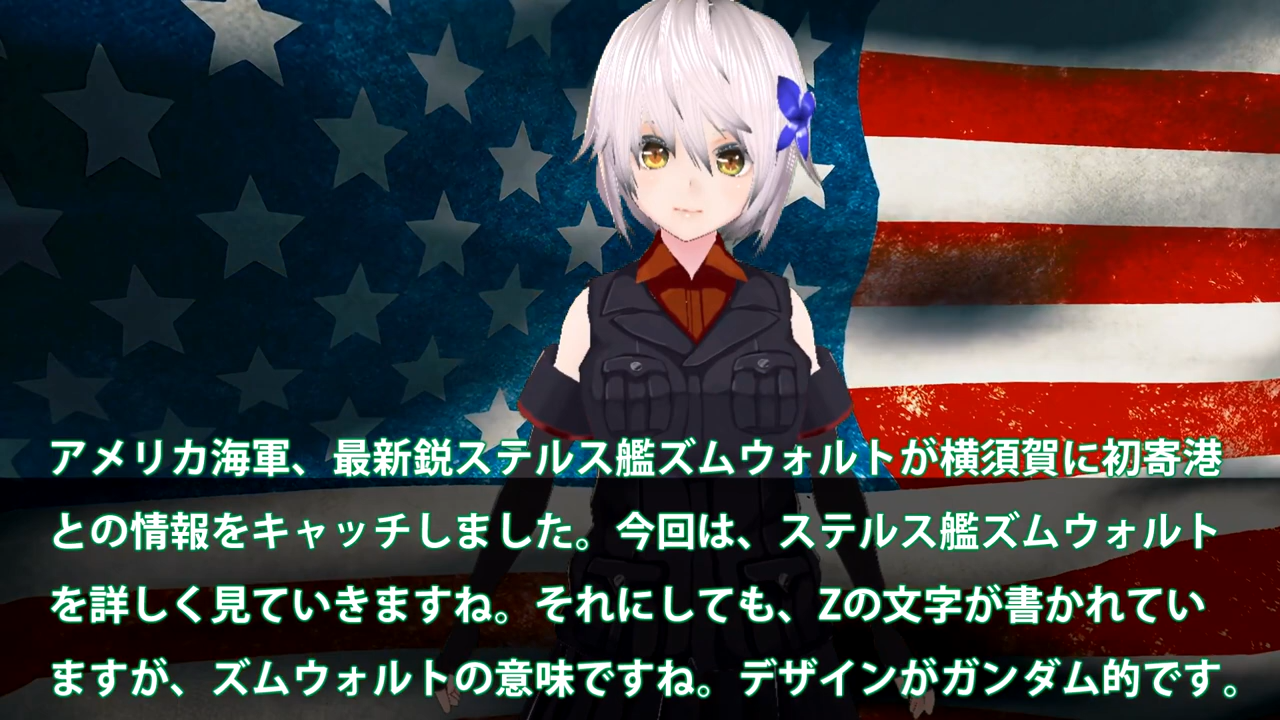 アメリカ海軍、最新鋭ステルス艦ズムウォルトが横須賀に初寄港
との情報をキャッチしました。今回は、ステルス艦ズムウォルト
を詳しく見ていきますね。それにしても、Zの文字が書かれてい
ますが、ズムウォルトの意味ですね。デザインがガンダム的です。